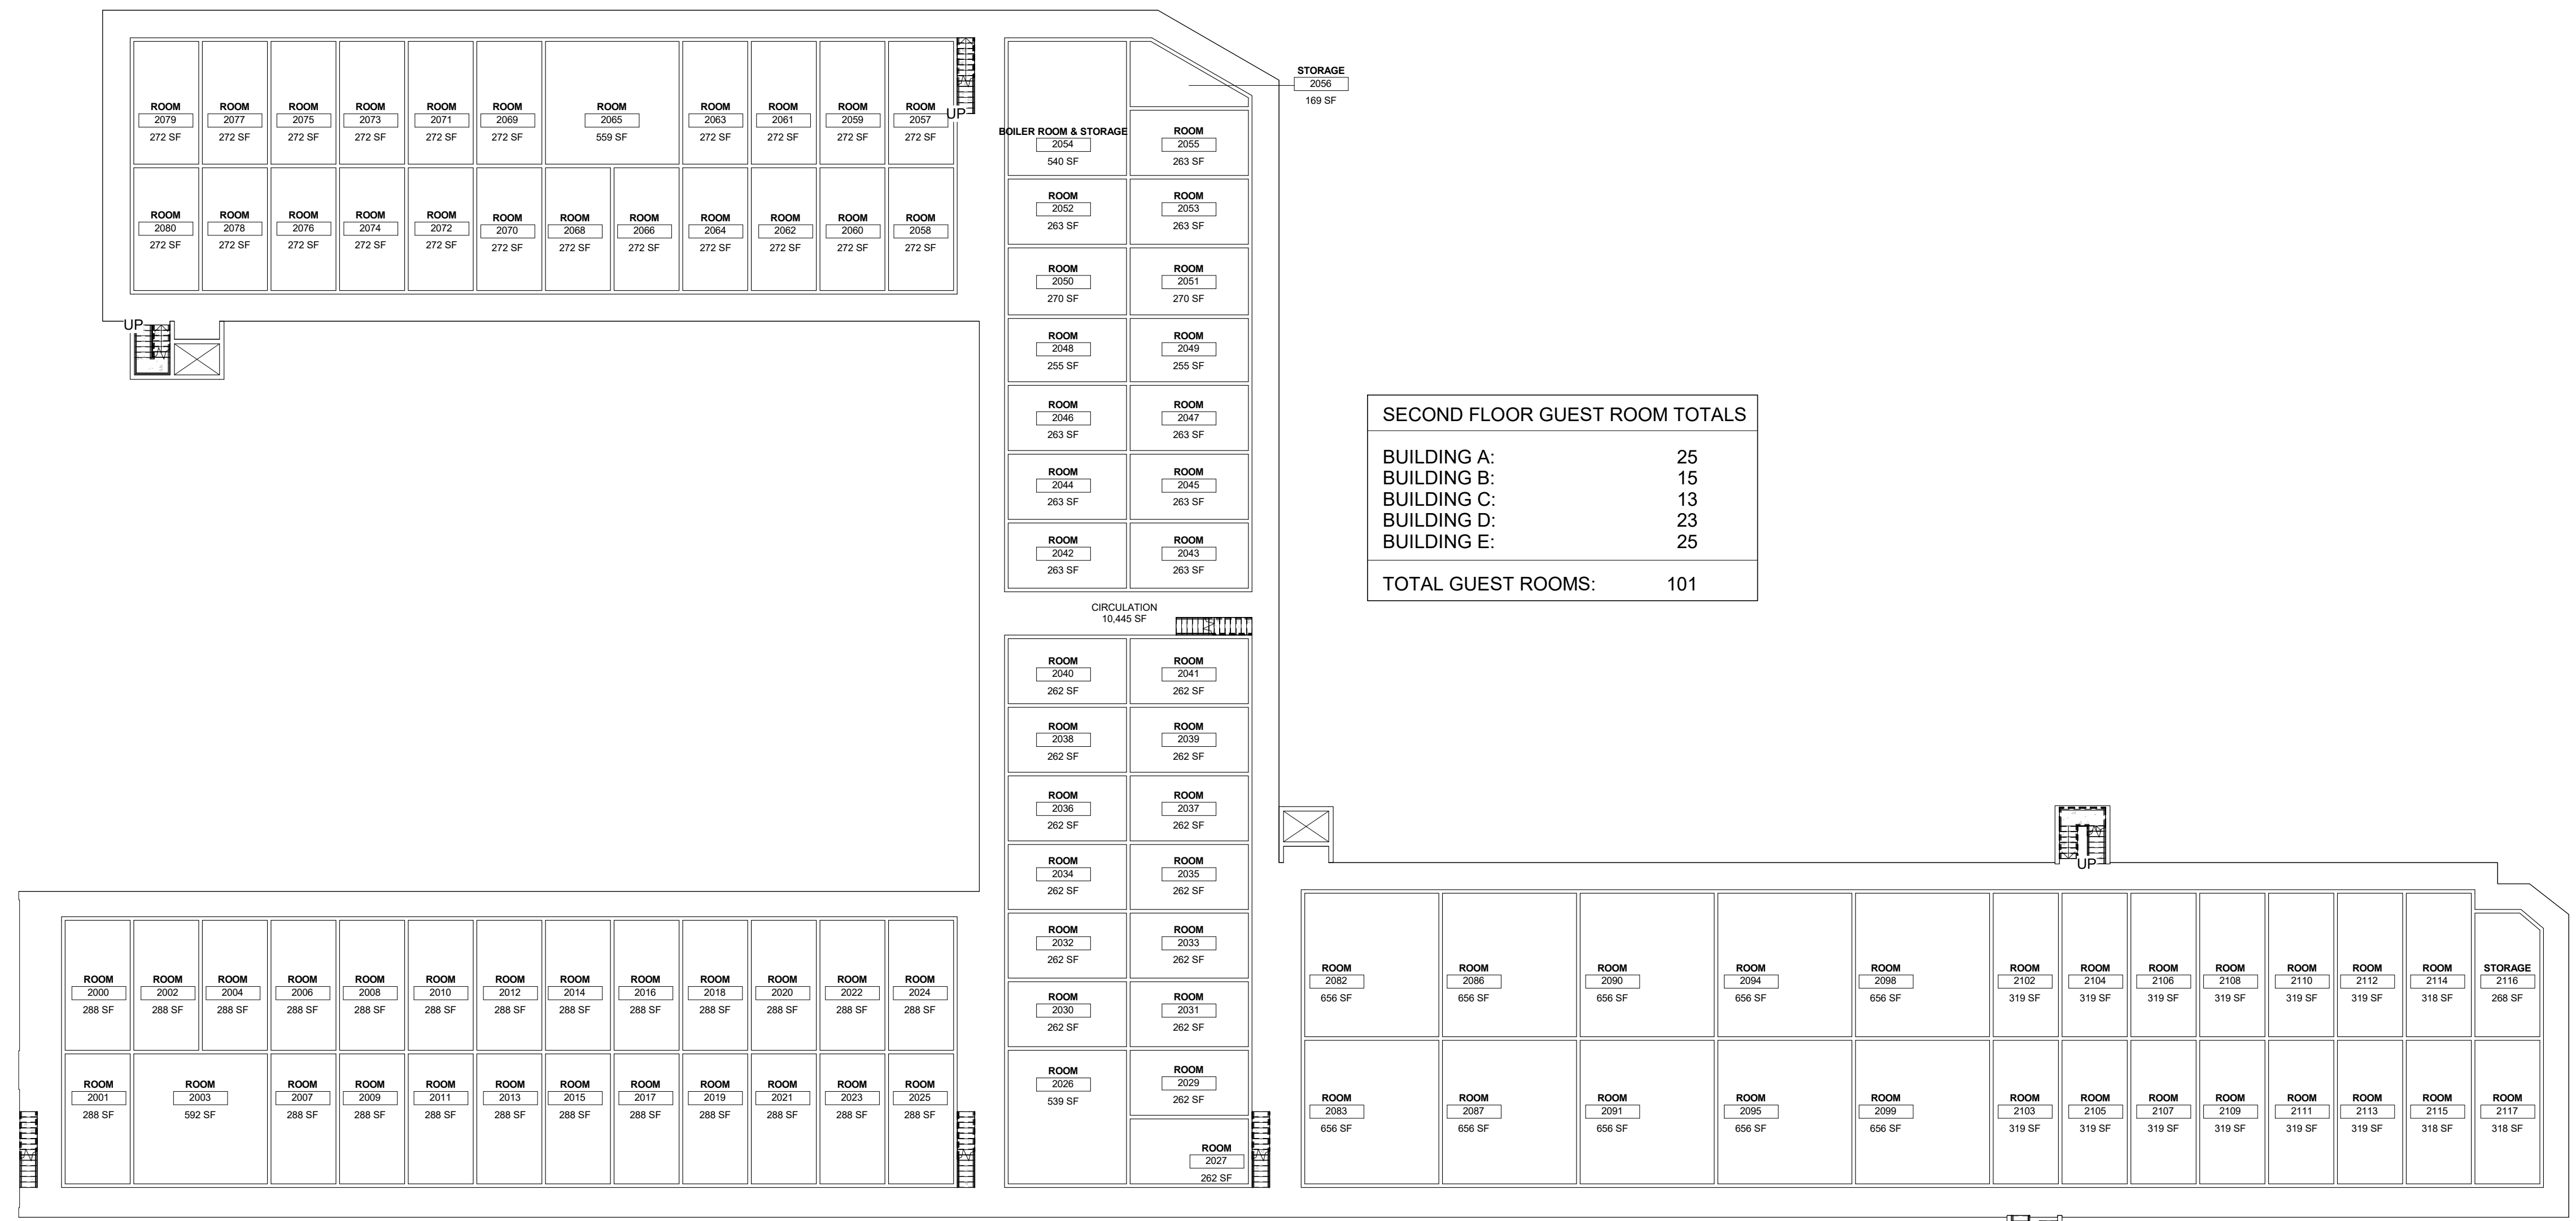 STORAGE
2056
169 SF
ROOM
2079
272 SF
ROOM
2077
272 SF
ROOM
2075
272 SF
ROOM
2073
272 SF
ROOM
2071
272 SF
ROOM
2069
272 SF
ROOM
2065
559 SF
ROOM
2063
272 SF
ROOM
2061
272 SF
ROOM
2059
272 SF
ROOM
2057
272 SF
UP
ROOM
2080
272 SF
ROOM
2078
272 SF
ROOM
2076
272 SF
ROOM
2074
272 SF
ROOM
2072
272 SF
ROOM
2070
272 SF
ROOM
2068
272 SF
ROOM
2066
272 SF
ROOM
2064
272 SF
ROOM
2062
272 SF
ROOM
2060
272 SF
ROOM
2058
272 SF
UP
BOILER ROOM & STORAGE
2054
540 SF
ROOM
2055
263 SF
ROOM
2052
263 SF
ROOM
2053
263 SF
ROOM
2050
270 SF
ROOM
2051
270 SF
ROOM
2048
255 SF
ROOM
2049
255 SF
ROOM
2046
263 SF
ROOM
2047
263 SF
ROOM
2044
263 SF
ROOM
2045
263 SF
ROOM
2042
263 SF
ROOM
2043
263 SF
SECOND FLOOR GUEST ROOM TOTALS
BUILDING A: 25
BUILDING B: 15
BUILDING C: 13
BUILDING D: 23
BUILDING E: 25
TOTAL GUEST ROOMS: 101
CIRCULATION
10,445 SF
ROOM
2040
262 SF
ROOM
2041
262 SF
ROOM
2038
262 SF
ROOM
2039
262 SF
ROOM
2036
262 SF
ROOM
2037
262 SF
ROOM
2034
262 SF
ROOM
2035
262 SF
ROOM
2032
262 SF
ROOM
2033
262 SF
ROOM
2030
262 SF
ROOM
2031
262 SF
ROOM
2026
539 SF
ROOM
2029
262 SF
ROOM
2027
262 SF
ROOM
2000
288 SF
ROOM
2002
288 SF
ROOM
2004
288 SF
ROOM
2006
288 SF
ROOM
2008
288 SF
ROOM
2010
288 SF
ROOM
2012
288 SF
ROOM
2014
288 SF
ROOM
2016
288 SF
ROOM
2018
288 SF
ROOM
2020
288 SF
ROOM
2022
288 SF
ROOM
2024
288 SF
ROOM
2001
288 SF
ROOM
2003
592 SF
ROOM
2007
288 SF
ROOM
2009
288 SF
ROOM
2011
288 SF
ROOM
2013
288 SF
ROOM
2015
288 SF
ROOM
2017
288 SF
ROOM
2019
288 SF
ROOM
2021
288 SF
ROOM
2023
288 SF
ROOM
2025
288 SF
UP
ROOM
2082
656 SF
ROOM
2086
656 SF
ROOM
2090
656 SF
ROOM
2094
656 SF
ROOM
2098
656 SF
ROOM
2102
319 SF
ROOM
2104
319 SF
ROOM
2106
319 SF
ROOM
2108
319 SF
ROOM
2110
319 SF
ROOM
2112
319 SF
ROOM
2114
318 SF
STORAGE
2116
268 SF
ROOM
2083
656 SF
ROOM
2087
656 SF
ROOM
2091
656 SF
ROOM
2095
656 SF
ROOM
2099
656 SF
ROOM
2103
319 SF
ROOM
2105
319 SF
ROOM
2107
319 SF
ROOM
2109
319 SF
ROOM
2111
319 SF
ROOM
2113
319 SF
ROOM
2115
318 SF
ROOM
2117
318 SF